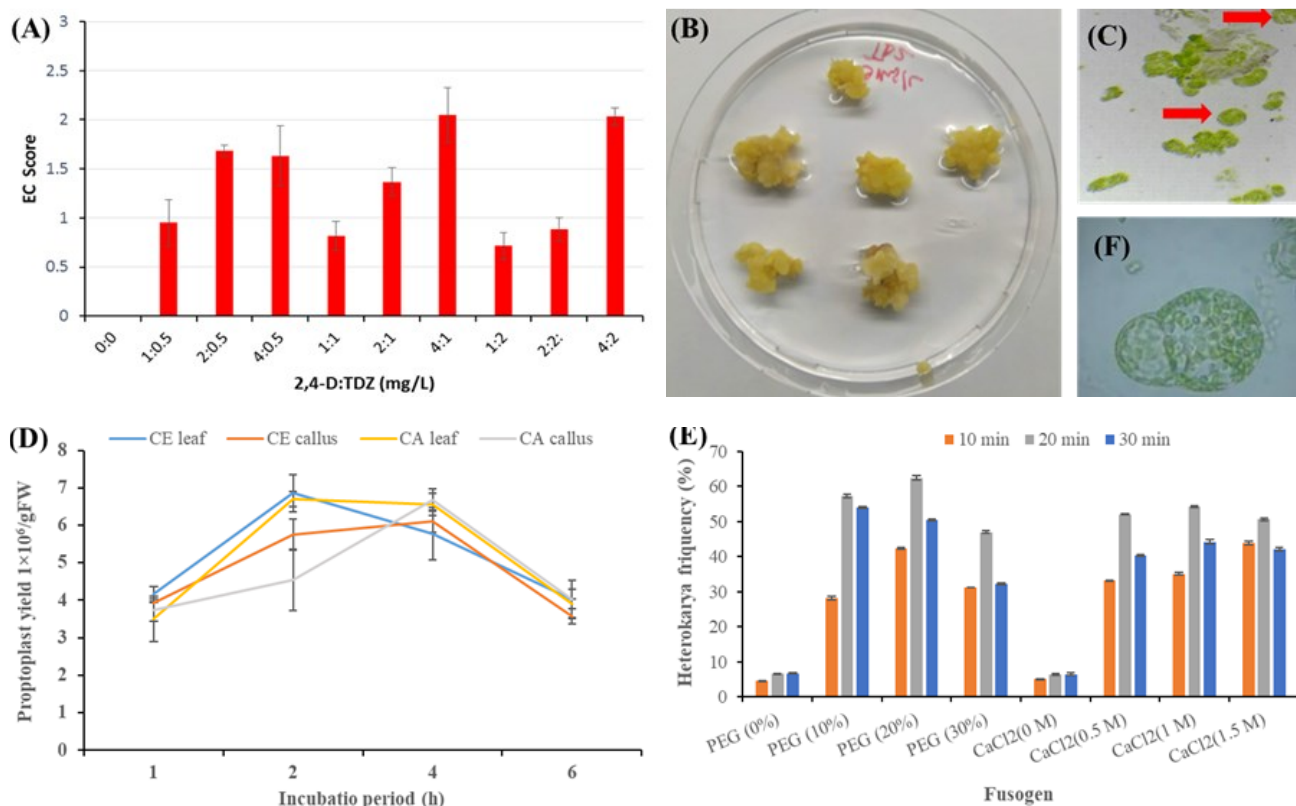 (A)
3
2.5
2
1.5
1
0.5
0
EC Score
0:0
1:0.5
2:0.5
4:0.5
1:1
2:1
4:1
1:2
2:2:
4:2
2,4-D:TDZ (mg/L)
(B)
2mg/L
(C)
(F)
(D)
CE leaf
CE callus
CA leaf
CA callus
8
7
6
5
4
3
2
1
0
Proptoplast yield 1×10⁶/gFW
1
2
4
6
Incubatio period (h)
(E)
10 min
20 min
30 min
70
60
50
40
30
20
10
0
Heterokarya friquency (%)
PEG (0%)
PEG (10%)
PEG (20%)
PEG (30%)
CaCl2(0 M)
CaCl2(0.5 M)
CaCl2(1 M)
CaCl2(1.5 M)
Fusogen